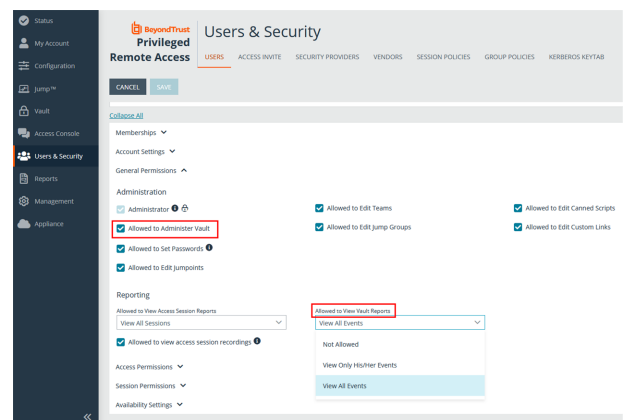 Status
My Account
Configuration
Jump™
Vault
Access Console
Users & Security
Reports
Management
Appliance
«
BeyondTrust
Privileged
Remote Access
Users & Security
USERS ACCESS INVITE SECURITY PROVIDERS VENDORS SESSION POLICIES GROUP POLICIES KERBEROS KEYTAB
CANCEL SAVE
Collapse All
Memberships
Account Settings
General Permissions
Administration
Administrator Allowed to Edit Teams Allowed to Edit Canned Scripts
Allowed to Administer Vault Allowed to Edit Jump Groups Allowed to Edit Custom Links
Allowed to Set Passwords
Allowed to Edit Jumpoints
Reporting
Allowed to View Access Session Reports Allowed to View Vault Reports
View All Sessions View All Events
Allowed to view access session recordings Not Allowed
View Only His/Her Events
Access Permissions
Session Permissions View All Events
Availability Settings